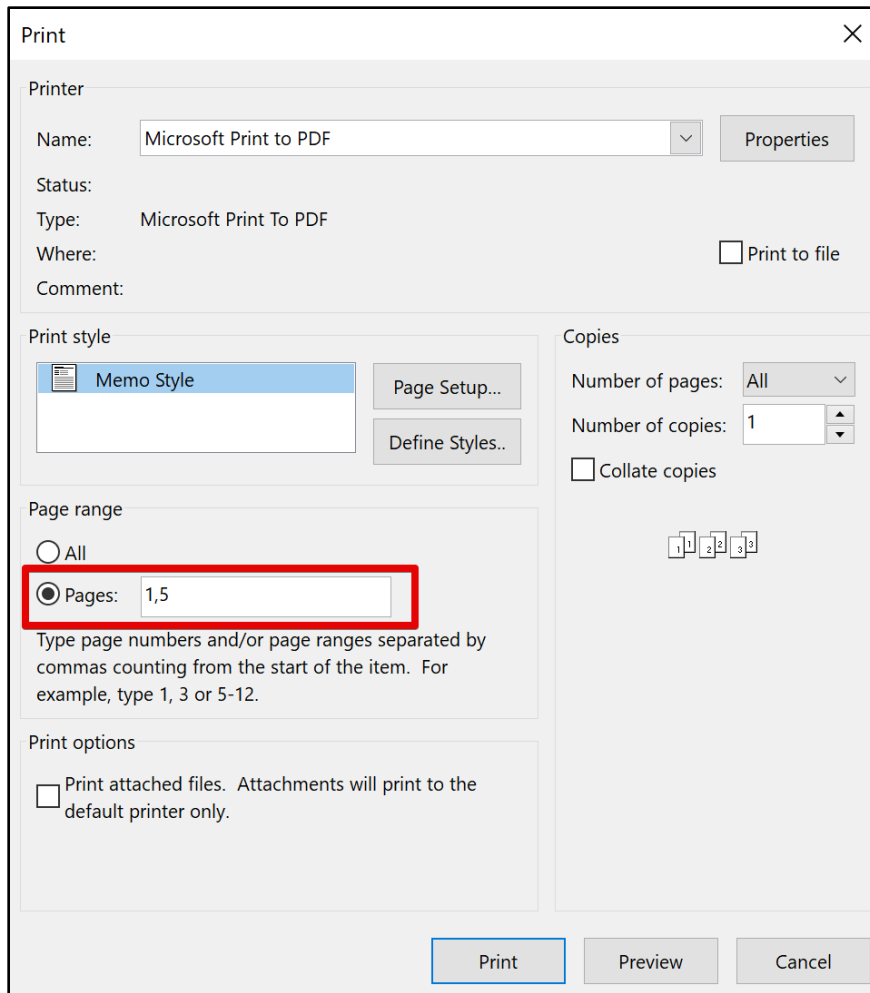 Print
Printer
Name:
Microsoft Print to PDF
Properties
Status:
Type:
Microsoft Print To PDF
Where:
Print to file
Comment:
Print style
Memo Style
Page Setup...
Define Styles..
Copies
Number of pages:
All
Number of copies:
1
Collate copies
1 1 2 2 3 3
Page range
All
Pages:
1,5
Type page numbers and/or page ranges separated by
commas counting from the start of the item.  For
example, type 1, 3 or 5-12.
Print options
Print attached files.  Attachments will print to the
default printer only.
Print
Preview
Cancel